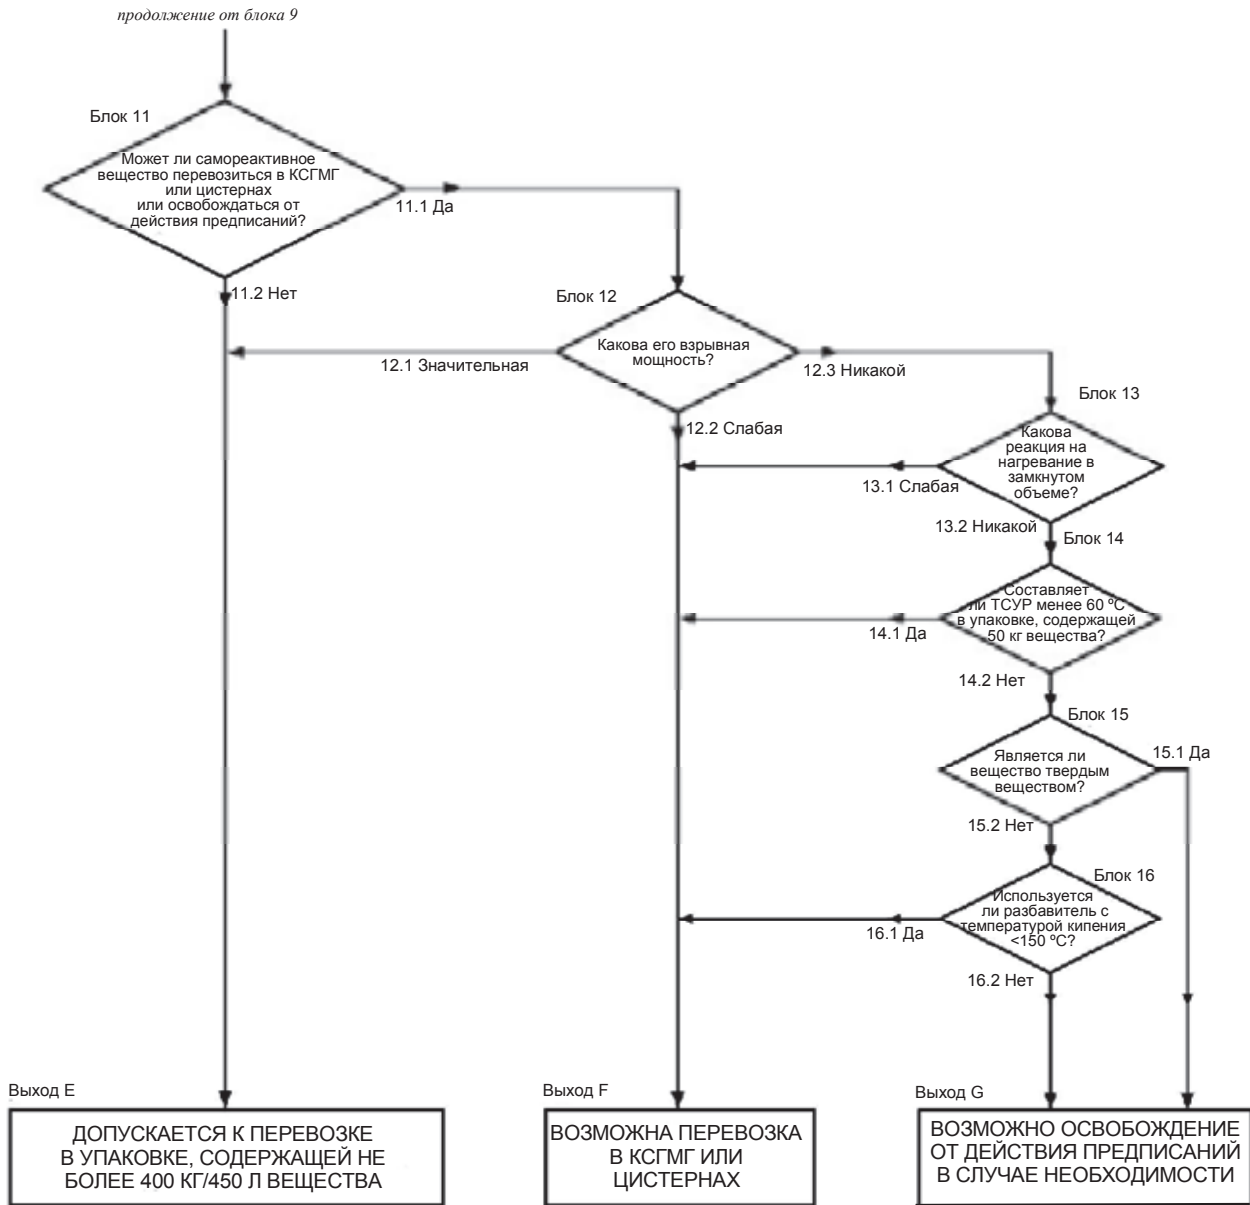 продолжение от блока 9
Блок 11
Может ли самореактивное
вещество перевозиться в КСГМГ
или цистернах
или освобождаться от
действия предписаний?
11.1 Да
11.2 Нет
Блок 12
Какова его взрывная
мощность?
12.1 Значительная
12.3 Никакой
12.2 Слабая
Блок 13
Какова
реакция на
нагревание в
замкнутом
объеме?
13.1 Слабая
13.2 Никакой
Блок 14
Составляет
ли ТСУР менее 60 ºC
в упаковке, содержащей
50 кг вещества?
14.1 Да
14.2 Нет
Блок 15
Является ли
вещество твердым
веществом?
15.1 Да
15.2 Нет
Блок 16
Используется
ли разбавитель с
температурой кипения
<150 ºC?
16.1 Да
16.2 Нет
Выход E
ДОПУСКАЕТСЯ К ПЕРЕВОЗКЕ
В УПАКОВКЕ, СОДЕРЖАЩЕЙ НЕ
БОЛЕЕ 400 КГ/450 Л ВЕЩЕСТВА
Выход F
ВОЗМОЖНА ПЕРЕВОЗКА
В КСГМГ ИЛИ
ЦИСТЕРНАХ
Выход G
ВОЗМОЖНО ОСВОБОЖДЕНИЕ
ОТ ДЕЙСТВИЯ ПРЕДПИСАНИЙ
В СЛУЧАЕ НЕОБХОДИМОСТИ